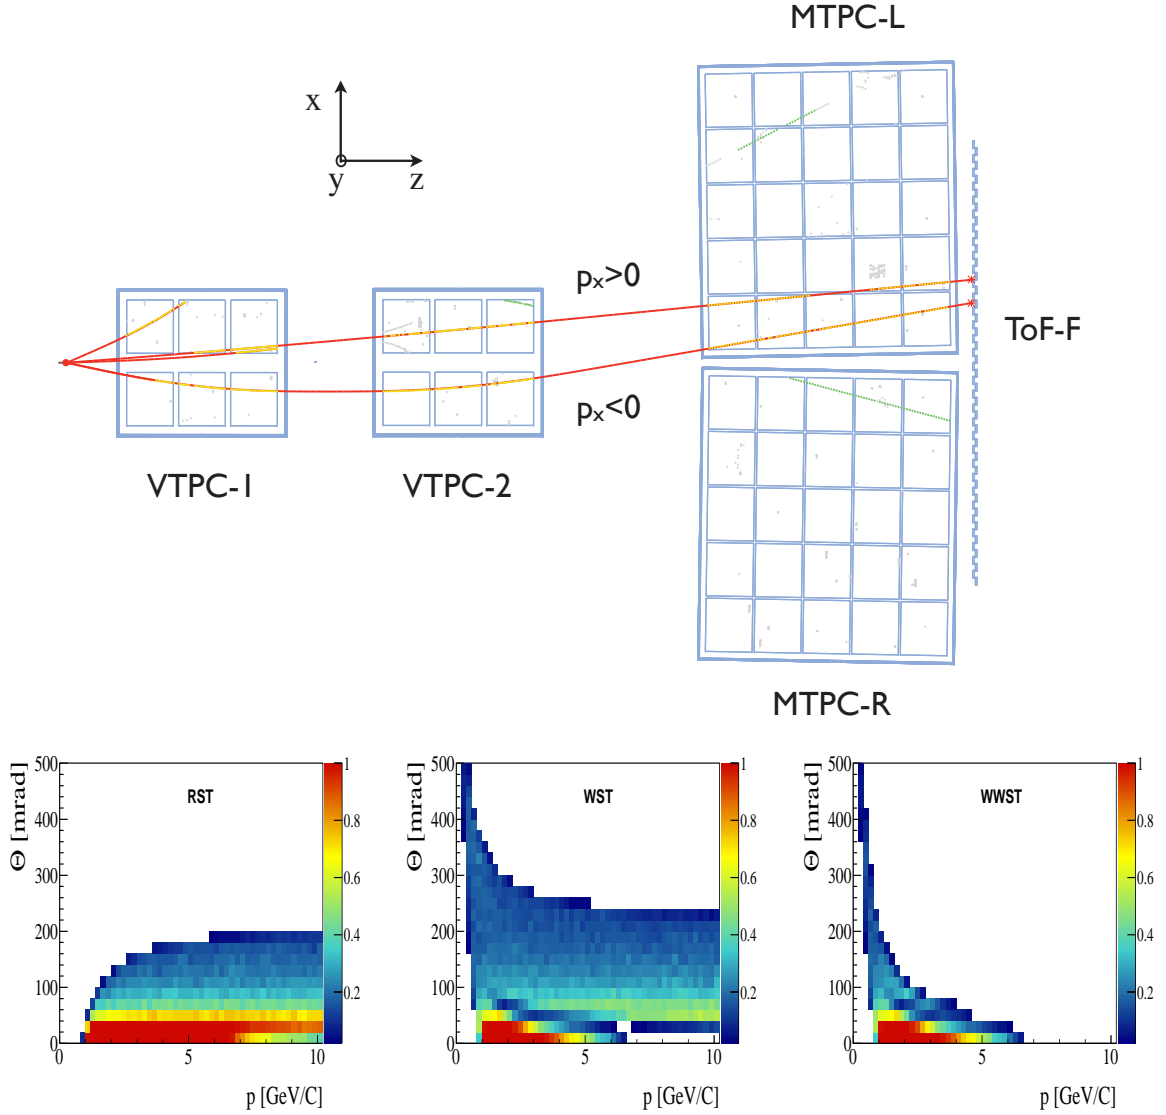 MTPC-L
x
y
z
pₓ>0
ToF-F
pₓ<0
VTPC-1
VTPC-2
MTPC-R
Θ [mrad]
500
400
300
200
100
0
RST
0
5
10
p [GeV/C]
1
0.8
0.6
0.4
0.2
Θ [mrad]
500
400
300
200
100
0
WST
0
5
10
p [GeV/C]
1
0.8
0.6
0.4
0.2
Θ [mrad]
500
400
300
200
100
0
WWST
0
5
10
p [GeV/C]
1
0.8
0.6
0.4
0.2